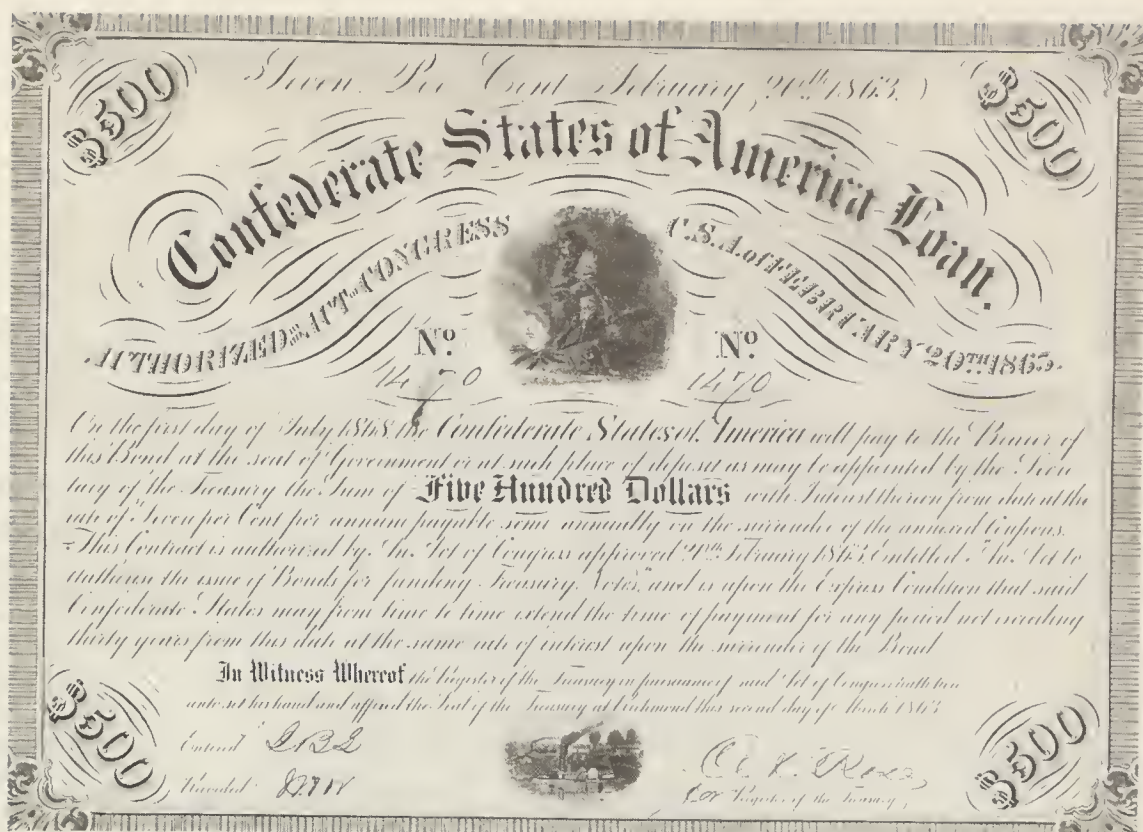 $500
Seven Per Cent February, 20th 1863.
$500
Confederate States of America Loan.
AUTHORIZED BY ACT OF CONGRESS C.S.A. of FEBRUARY 20TH 1863.
No. No.
1470 1470
On the first day of July 1868, the Confederate States of America will pay to the Bearer of
this Bond at the seat of Government or at such place of deposit as may be appointed by the Secre
tary of the Treasury the Sum of Five Hundred Dollars with Interest thereon from date at the
rate of Seven per Cent per annum payable semi annually on the surrender of the annexed Coupons.
This Contract is authorized by "An Act of Congress approved 20th February 1863, Entitled "An Act to
authorise the issue of Bonds for funding Treasury Notes," and is upon the Express Condition that said
Confederate States may from time to time extend the time of payment for any period not exceeding
thirty years from this date at the same rate of interest upon the surrender of the Bond
In Witness Whereof the Register of the Treasury in pursuance of said Act of Congress hath here
unto set his hand and affixed the Seal of the Treasury at Richmond this second day of March 1863
$500
Entered
Recorded
for Register of the Treasury,
$500